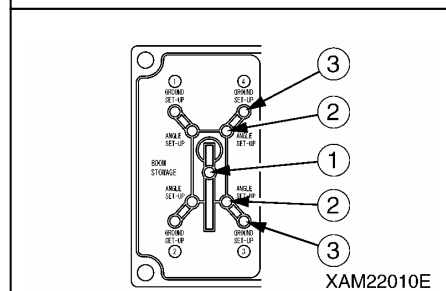 1
4
GROUND
SET-UP
GROUND
SET-UP
3
2
ANGLE
SET-UP
ANGLE
SET-UP
BOOM
STORAGE
1
ANGLE
SET-UP
ANGLE
SET-UP
2
GROUND
SET-UP
GROUND
SET-UP
2
3
3
XAM22010E